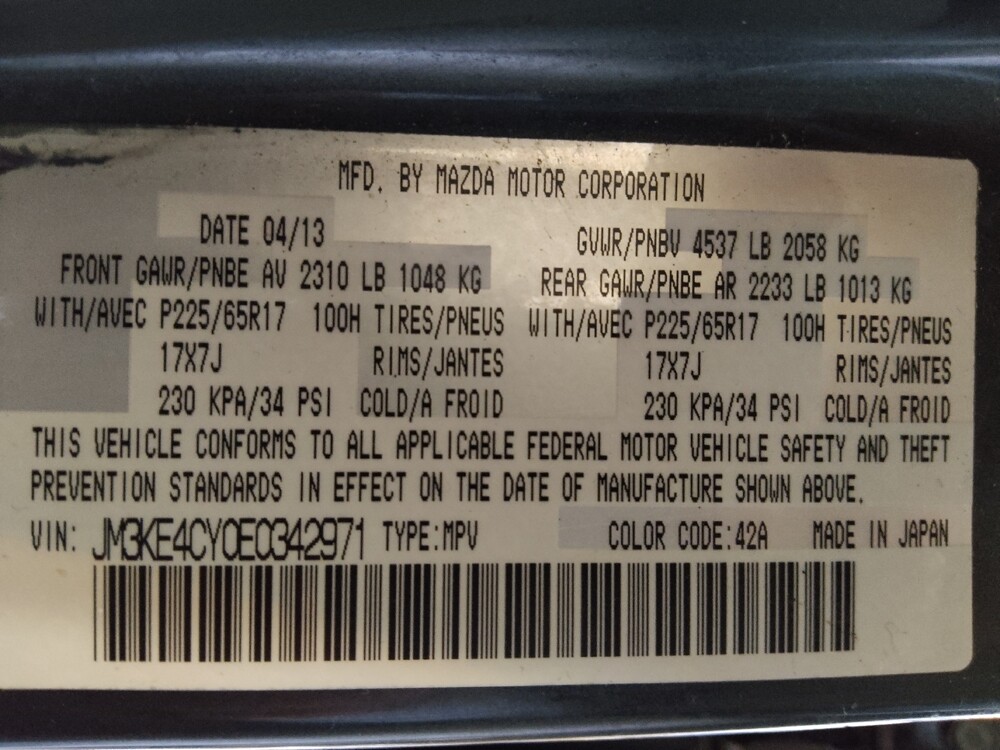 MFD. BY MAZDA MOTOR CORPORATION
DATE 04/13 GVWR/PNBV 4537 LB 2058 KG
FRONT GAWR/PNBE AV 2310 LB 1048 KG REAR GAWR/PNBE AR 2233 LB 1013 KG
WITH/AVEC P225/65R17 100H TIRES/PNEUS WITH/AVEC P225/65R17 100H TIRES/PNEUS
17X7J RIMS/JANTES 17X7J RIMS/JANTES
230 KPA/34 PSI COLD/A FROID 230 KPA/34 PSI COLD/A FROID
THIS VEHICLE CONFORMS TO ALL APPLICABLE FEDERAL MOTOR VEHICLE SAFETY AND THEFT
PREVENTION STANDARDS IN EFFECT ON THE DATE OF MANUFACTURE SHOWN ABOVE.
VIN: JM3KE4CY0E0342971 TYPE:MPV COLOR CODE:42A MADE IN JAPAN